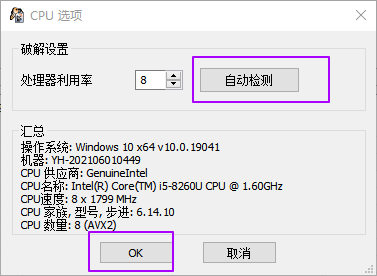 CPU 选项
破解设置
处理器利用率
8
自动检测
汇总
操作系统: Windows 10 x64 v10.0.19041
机器: YH-202106010449
CPU 供应商: GenuineIntel
CPU名称: Intel(R) Core(TM) i5-8260U CPU @ 1.60GHz
CPU速度: 8 x 1799 MHz
CPU 家族, 型号, 步进: 6.14.10
CPU 数量: 8 (AVX2)
OK
取消